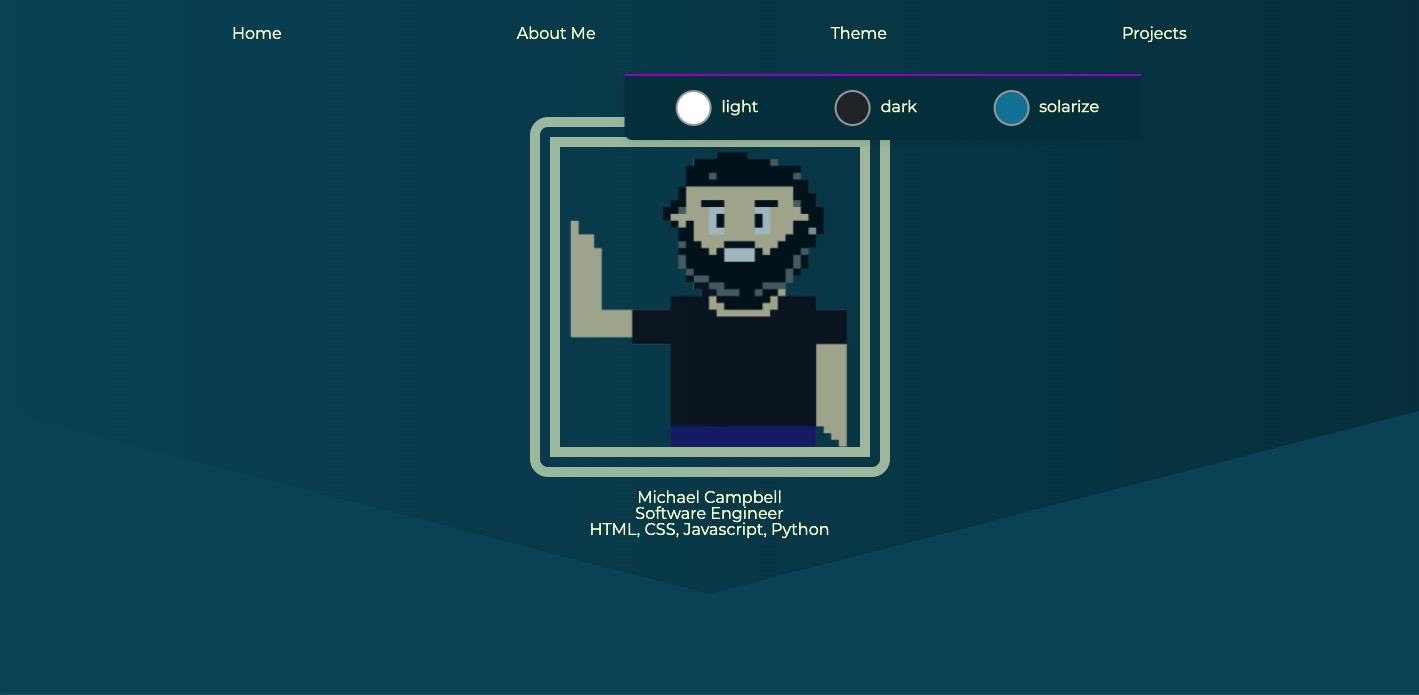 Home About Me Theme Projects
light dark solarize
Michael Campbell
Software Engineer
HTML, CSS, Javascript, Python